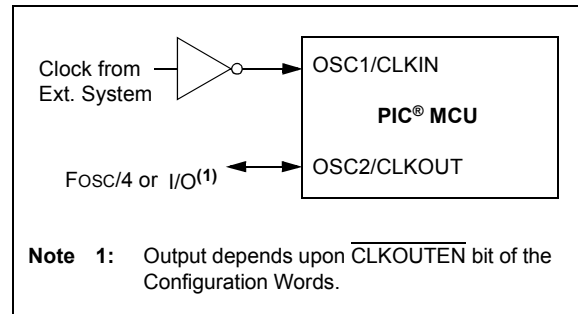 Clock from
Ext. System
OSC1/CLKIN
PIC® MCU
FOSC/4 or I/O(1)
OSC2/CLKOUT
Note 1: Output depends upon CLKOUTEN bit of the
Configuration Words.